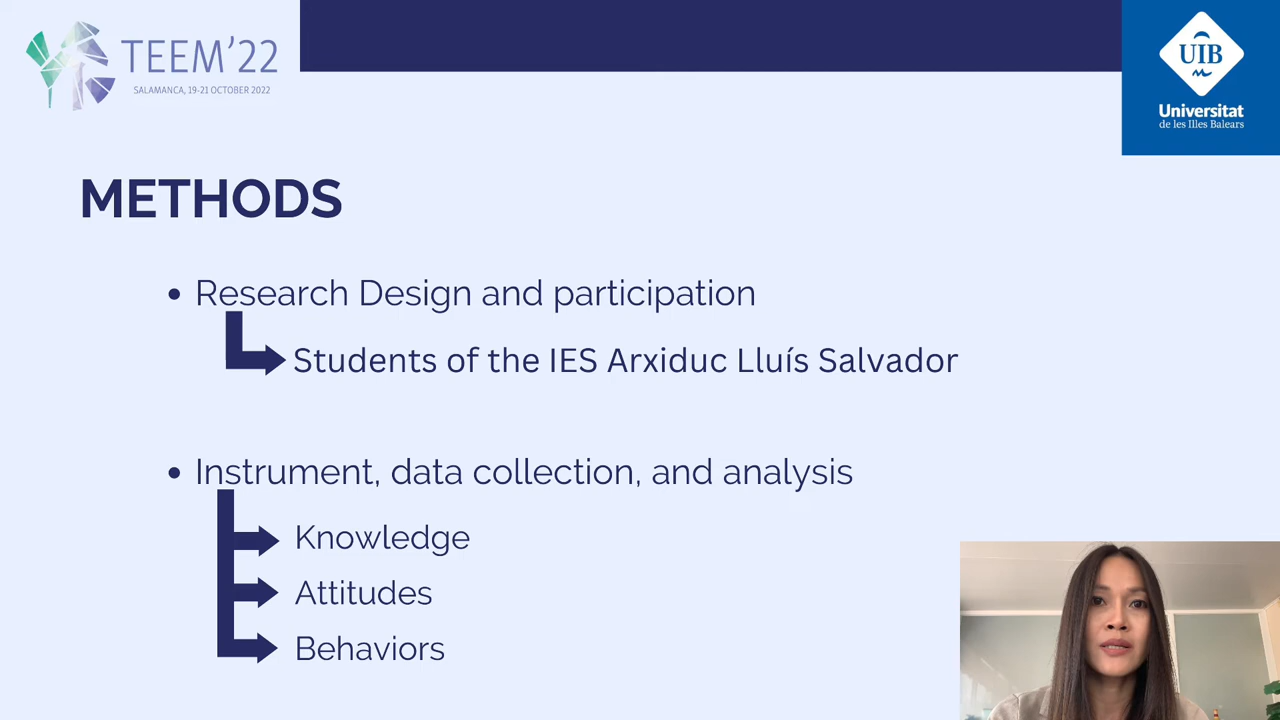 TEEM'22
SALAMANCA, 19-21 OCTOBER 2022
UIB
Universitat
de les Illes Balears
METHODS
• Research Design and participation
Students of the IES Arxiduc Lluís Salvador
• Instrument, data collection, and analysis
Knowledge
Attitudes
Behaviors